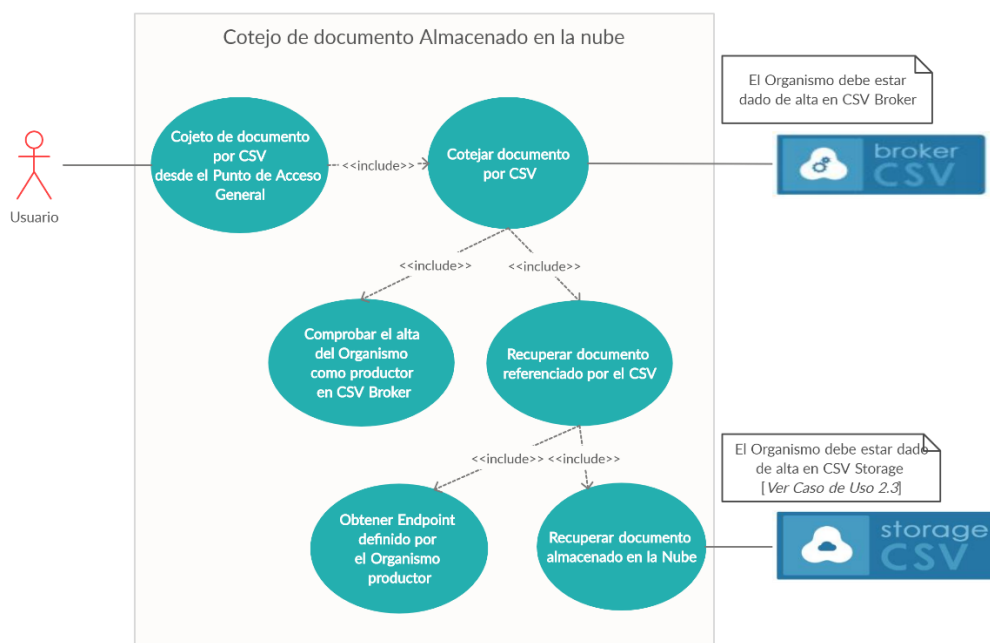 Cotejo de documento Almacenado en la nube
El Organismo debe estar
dado de alta en CSV Broker
Cojeto de documento
por CSV
desde el Punto de Acceso
General
<<include>>
Cotejar documento
por CSV
broker
CSV
Usuario
<<include>>
<<include>>
Comprobar el alta
del Organismo
como productor
en CSV Broker
Recuperar documento
referenciado por el CSV
El Organismo debe estar dado
de alta en CSV Storage
[Ver Caso de Uso 2.3]
<<include>>
<<include>>
Obtener Endpoint
definido por
el Organismo
productor
Recuperar documento
almacenado en la Nube
storage
CSV